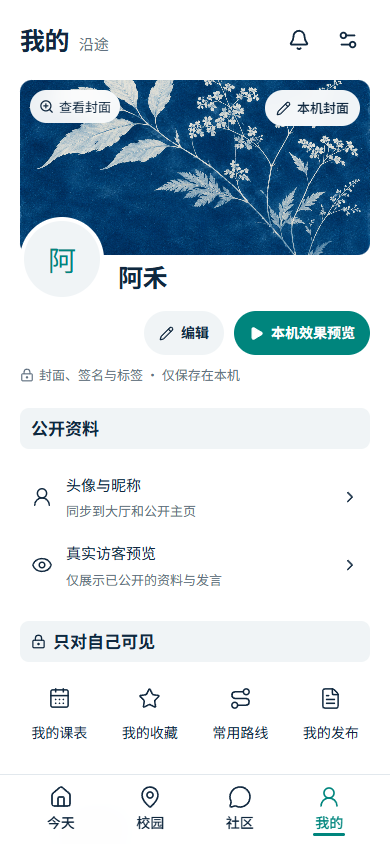 我的 沿途
查看封面
本机封面
阿
阿禾
编辑
本机效果预览
封面、签名与标签 · 仅保存在本机
公开资料
头像与昵称
同步到大厅和公开主页
真实访客预览
仅展示已公开的资料与发言
只对自己可见
我的课表 我的收藏 常用路线 我的发布
今天 校园 社区 我的